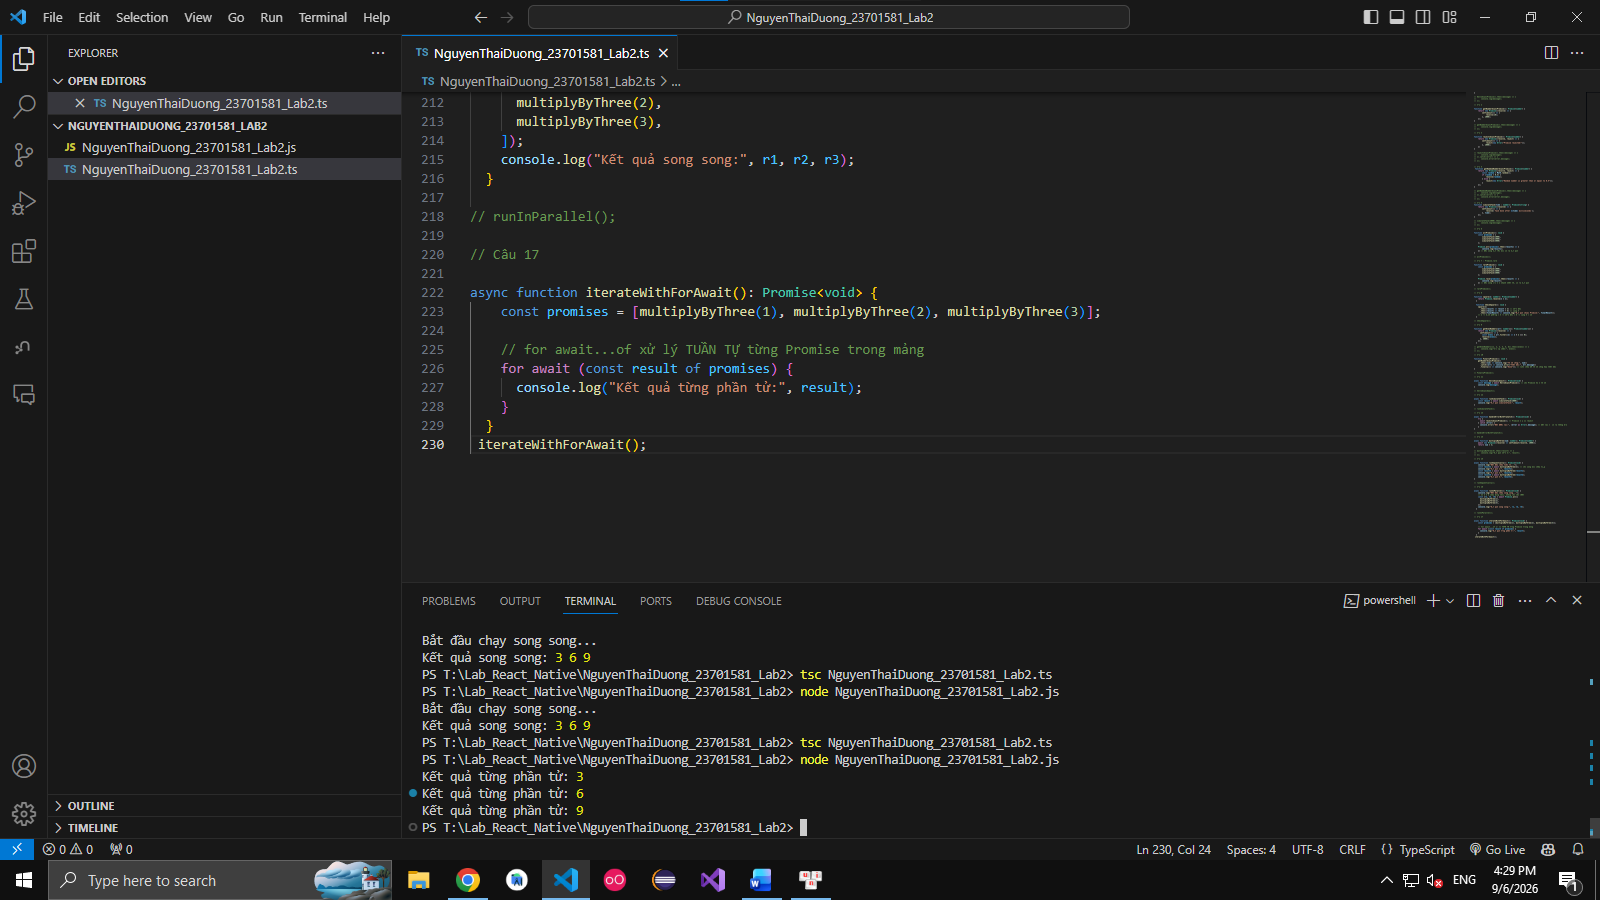 File Edit Selection View Go Run Terminal Help
NguyenThaiDuong_23701581_Lab2
EXPLORER
OPEN EDITORS
TS NguyenThaiDuong_23701581_Lab2.ts
NGUYENTHAIDUONG_23701581_LAB2
JS NguyenThaiDuong_23701581_Lab2.js
TS NguyenThaiDuong_23701581_Lab2.ts
OUTLINE
TIMELINE
TS NguyenThaiDuong_23701581_Lab2.ts
TS NguyenThaiDuong_23701581_Lab2.ts > ...
212 multiplyByThree(2),
213 multiplyByThree(3),
214 ]);
215 console.log("Kết quả song song:", r1, r2, r3);
216 }
217
218 // runInParallel();
219
220 // Câu 17
221
222 async function iterateWithForAwait(): Promise<void> {
223 const promises = [multiplyByThree(1), multiplyByThree(2), multiplyByThree(3)];
224
225 // for await...of xử lý TUẦN TỰ từng Promise trong mảng
226 for await (const result of promises) {
227 console.log("Kết quả từng phần tử:", result);
228 }
229 }
230 iterateWithForAwait();
PROBLEMS OUTPUT TERMINAL PORTS DEBUG CONSOLE
powershell
Bắt đầu chạy song song...
Kết quả song song: 3 6 9
PS T:\Lab_React_Native\NguyenThaiDuong_23701581_Lab2> tsc NguyenThaiDuong_23701581_Lab2.ts
PS T:\Lab_React_Native\NguyenThaiDuong_23701581_Lab2> node NguyenThaiDuong_23701581_Lab2.js
Bắt đầu chạy song song...
Kết quả song song: 3 6 9
PS T:\Lab_React_Native\NguyenThaiDuong_23701581_Lab2> tsc NguyenThaiDuong_23701581_Lab2.ts
PS T:\Lab_React_Native\NguyenThaiDuong_23701581_Lab2> node NguyenThaiDuong_23701581_Lab2.js
Kết quả từng phần tử: 3
Kết quả từng phần tử: 6
Kết quả từng phần tử: 9
PS T:\Lab_React_Native\NguyenThaiDuong_23701581_Lab2>
0 0 0
Ln 230, Col 24 Spaces: 4 UTF-8 CRLF {} TypeScript Go Live
Type here to search
ENG
4:29 PM
9/6/2026
1